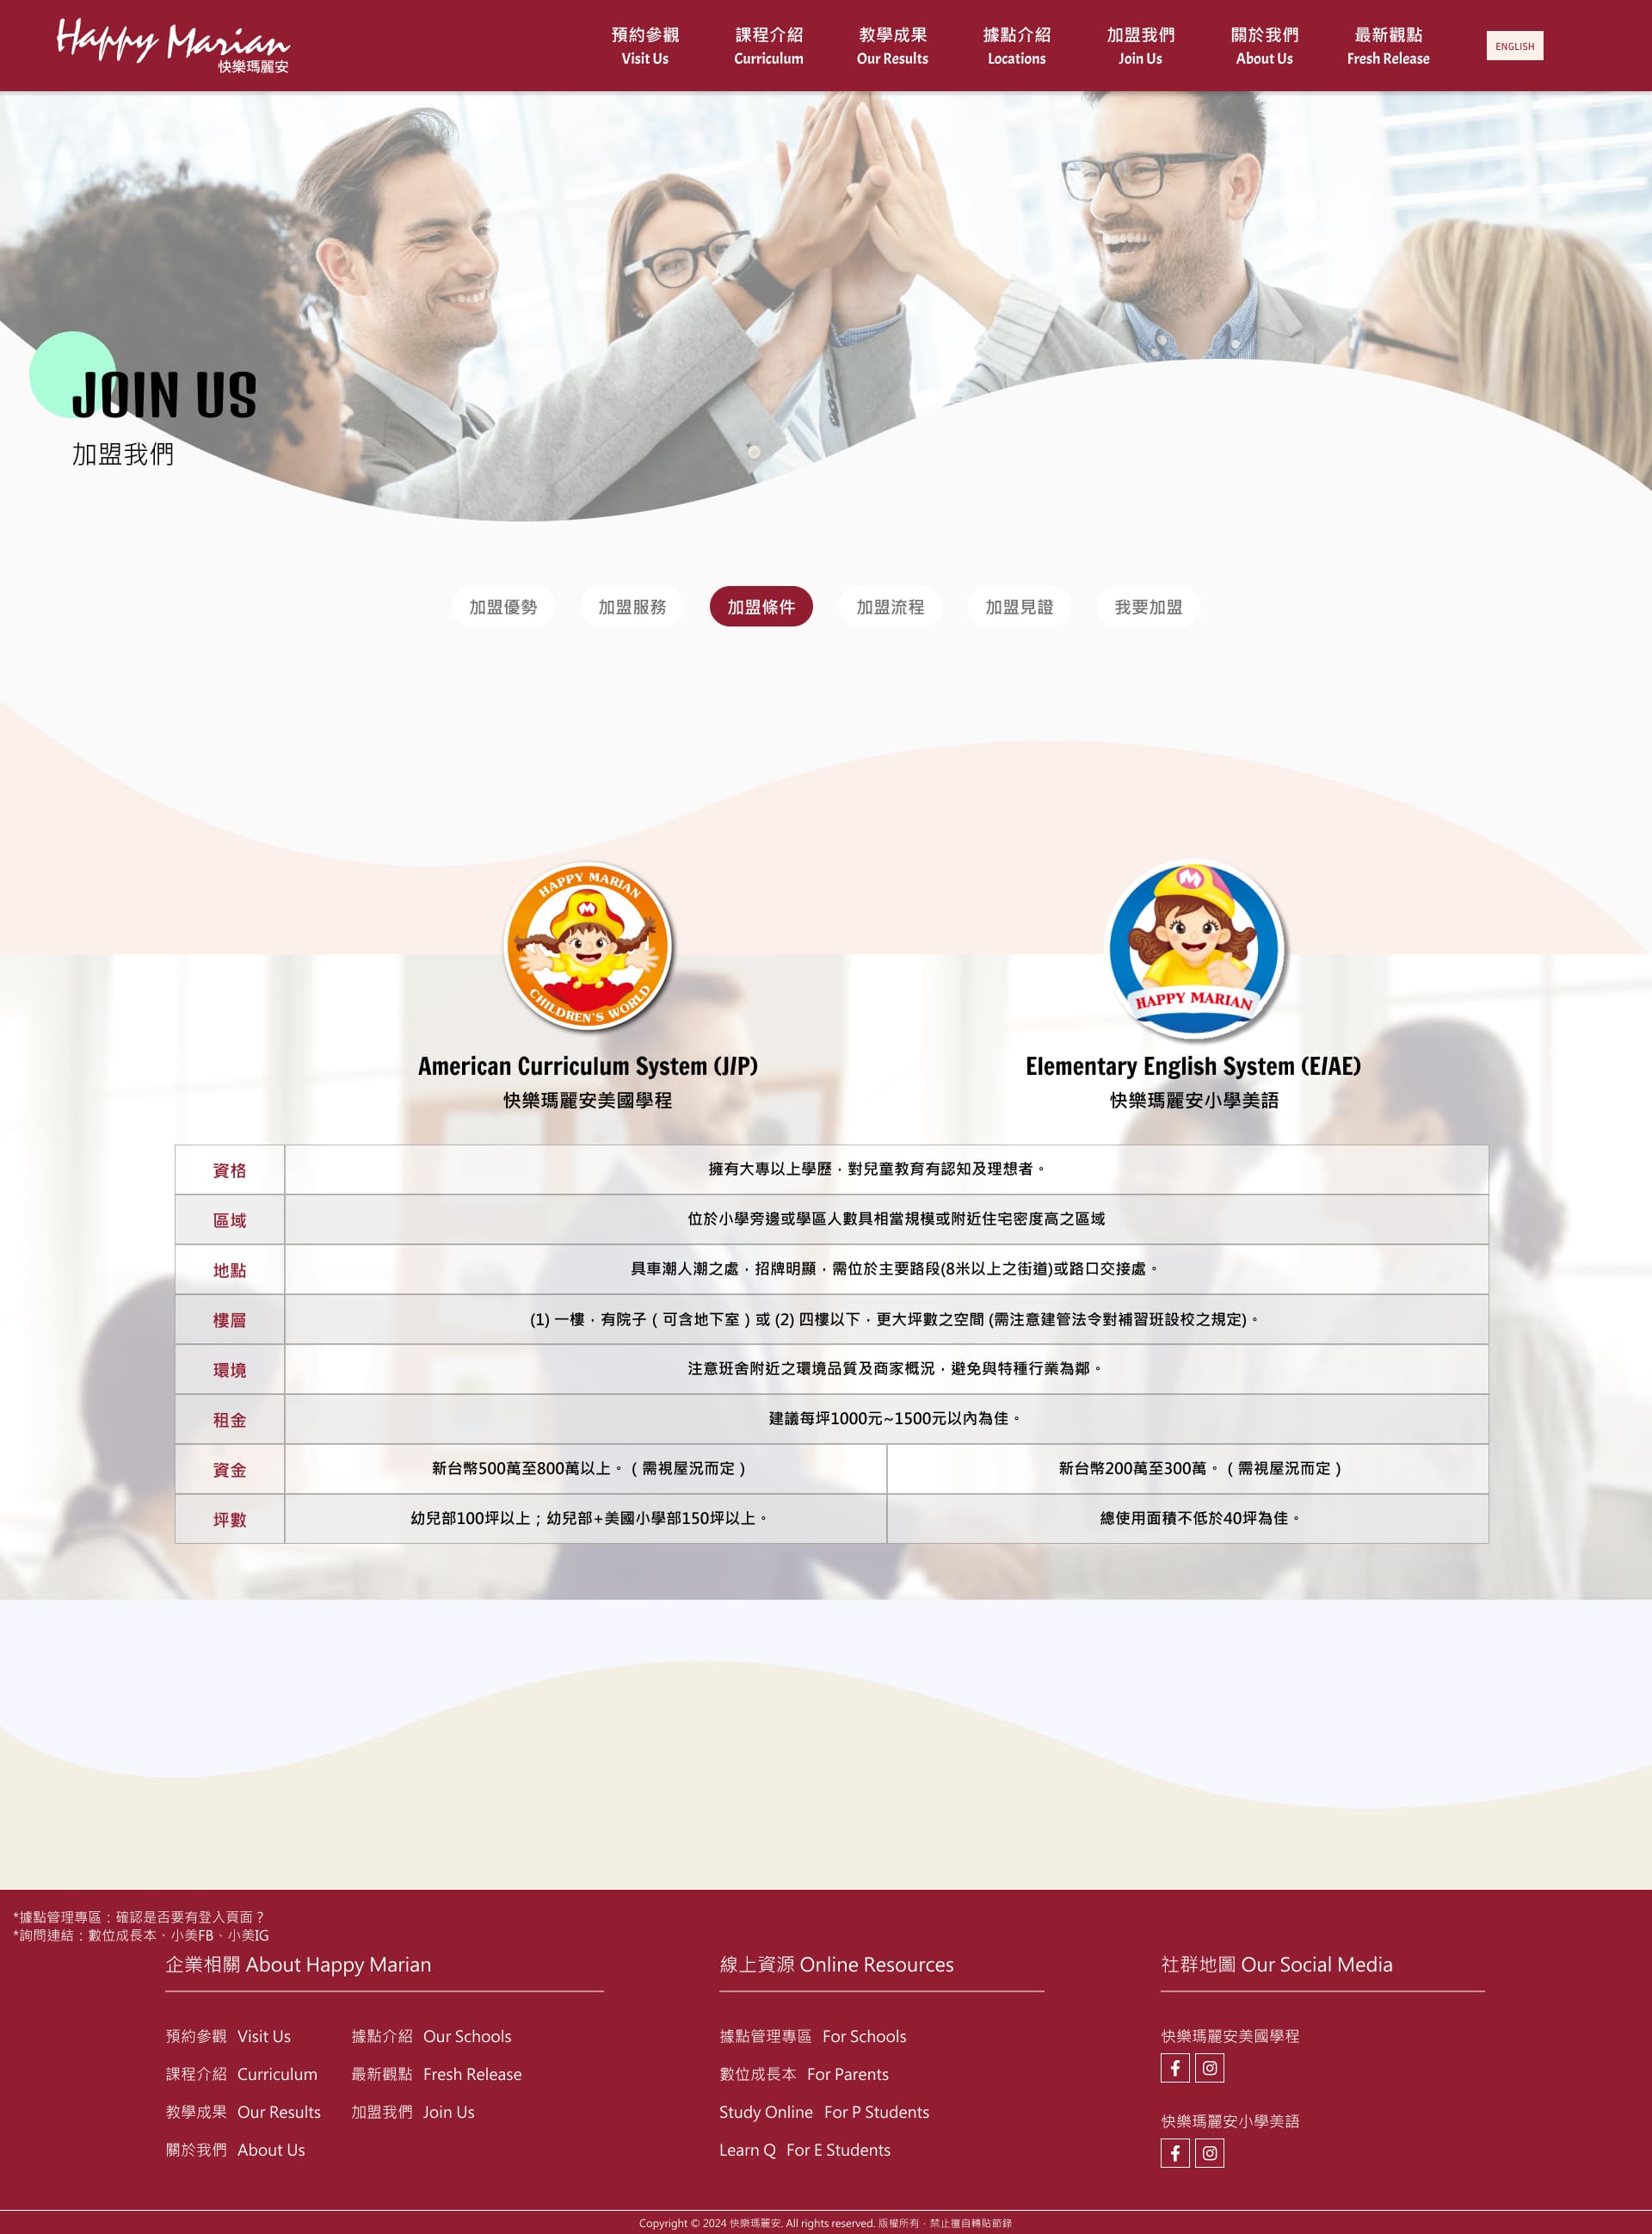 Happy Marian
快樂瑪麗安
預約參觀 課程介紹 教學成果 據點介紹 加盟我們 關於我們 最新觀點
Visit Us Curriculum Our Results Locations Join Us About Us Fresh Release
ENGLISH
JOIN US
加盟我們
加盟優勢 加盟服務 加盟條件 加盟流程 加盟見證 我要加盟
HAPPY MARIAN
M
CHILDREN'S WORLD
M
HAPPY MARIAN
American Curriculum System (J/P)
快樂瑪麗安美國學程
Elementary English System (E/AE)
快樂瑪麗安小學美語
資格 擁有大專以上學歷，對兒童教育有認知及理想者。
區域 位於小學旁邊或學區人數具相當規模或附近住宅密度高之區域
地點 具車潮人潮之處，招牌明顯，需位於主要路段(8米以上之街道)或路口交接處。
樓層 (1) 一樓，有院子（可含地下室）或 (2) 四樓以下，更大坪數之空間 (需注意建管法令對補習班設校之規定)。
環境 注意班舍附近之環境品質及商家概況，避免與特種行業為鄰。
租金 建議每坪1000元~1500元以內為佳。
資金 新台幣500萬至800萬以上。（需視屋況而定） 新台幣200萬至300萬。（需視屋況而定）
坪數 幼兒部100坪以上；幼兒部+美國小學部150坪以上。 總使用面積不低於40坪為佳。
*據點管理專區：確認是否要有登入頁面？
*詢問連結：數位成長本、小美FB、小美IG
企業相關 About Happy Marian
預約參觀 Visit Us 據點介紹 Our Schools
課程介紹 Curriculum 最新觀點 Fresh Release
教學成果 Our Results 加盟我們 Join Us
關於我們 About Us
線上資源 Online Resources
據點管理專區 For Schools
數位成長本 For Parents
Study Online For P Students
Learn Q For E Students
社群地圖 Our Social Media
快樂瑪麗安美國學程
快樂瑪麗安小學美語
Copyright © 2024 快樂瑪麗安. All rights reserved. 版權所有，禁止擅自轉貼節錄